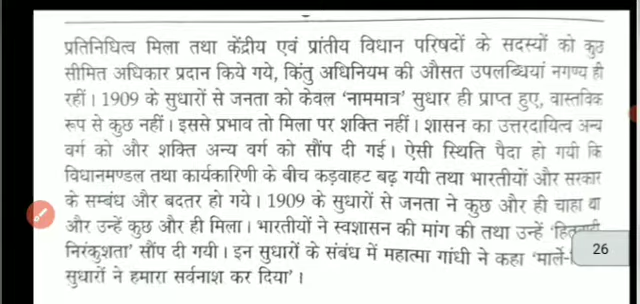 प्रतिनिधित्व मिला तथा केंद्रीय एवं प्रांतीय विधान परिषदों के सदस्यों को कुछ
सीमित अधिकार प्रदान किये गये, किंतु अधिनियम की औसत उपलब्धियां नगण्य ही
रहीं। 1909 के सुधारों से जनता को केवल 'नाममात्र' सुधार ही प्राप्त हुए, वास्तविक
रूप से कुछ नहीं। इससे प्रभाव तो मिला पर शक्ति नहीं। शासन का उत्तरदायित्व अन्य
वर्ग को और शक्ति अन्य वर्ग को सौंप दी गई। ऐसी स्थिति पैदा हो गयी कि
विधानमण्डल तथा कार्यकारिणी के बीच कड़वाहट बढ़ गयी तथा भारतीयों और सरकार
के सम्बंध और बदतर हो गये। 1909 के सुधारों से जनता ने कुछ और ही चाहा था
और उन्हें कुछ और ही मिला। भारतीयों ने स्वशासन की मांग की तथा उन्हें
निरंकुशता' सौंप दी गयी। इन सुधारों के संबंध में महात्मा गांधी ने कहा 'मार्ले-
सुधारों ने हमारा सर्वनाश कर दिया'।
26